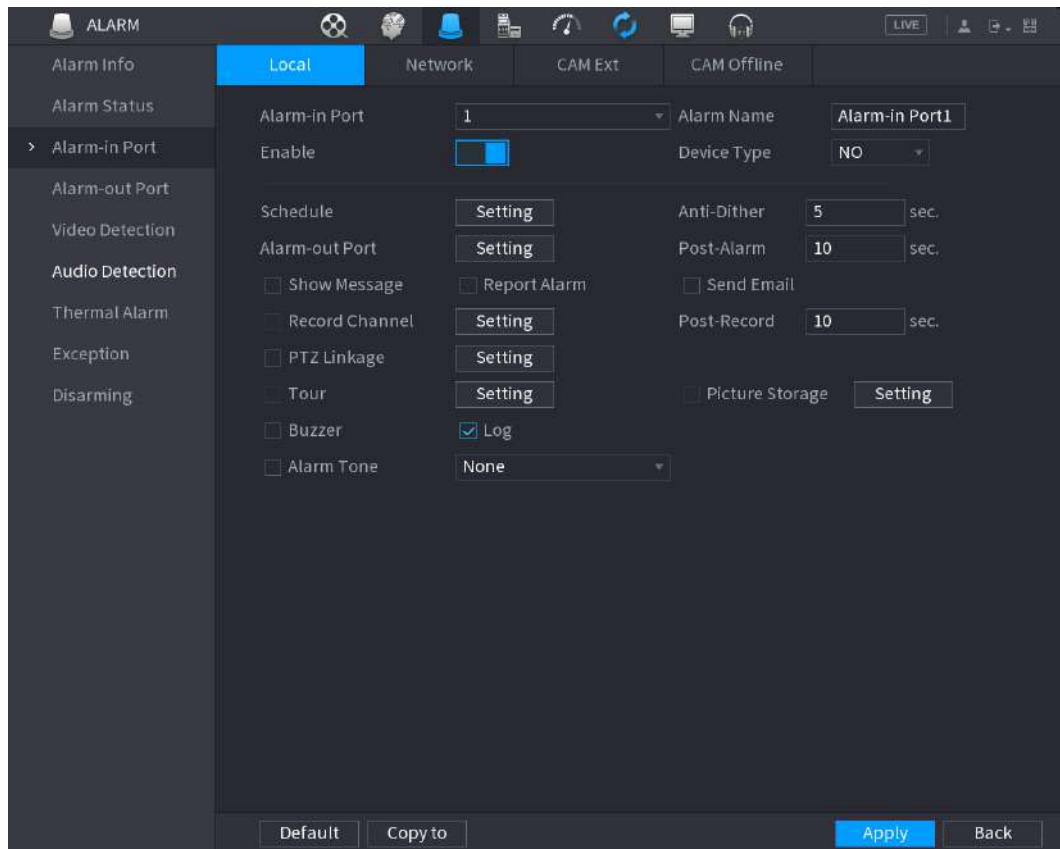 ALARM LIVE
Alarm Info
Alarm Status
> Alarm-in Port
Alarm-out Port
Video Detection
Audio Detection
Thermal Alarm
Exception
Disarming
Local Network CAM Ext CAM Offline
Alarm-in Port 1 Alarm Name Alarm-in Port1
Enable Device Type NO
Schedule Setting Anti-Dither 5 sec.
Alarm-out Port Setting Post-Alarm 10 sec.
Show Message Report Alarm Send Email
Record Channel Setting Post-Record 10 sec.
PTZ Linkage Setting
Tour Setting Picture Storage Setting
Buzzer Log
Alarm Tone None
Default Copy to Apply Back